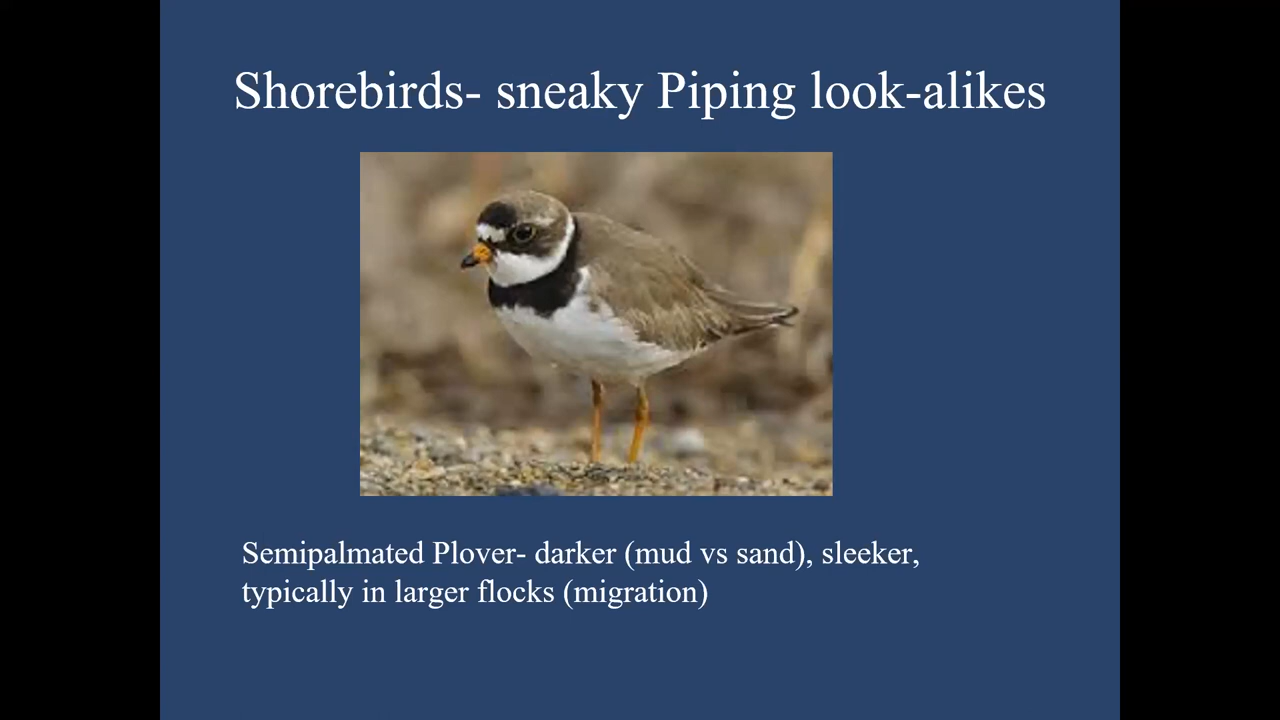 Shorebirds- sneaky Piping look-alikes
Semipalmated Plover- darker (mud vs sand), sleeker,
typically in larger flocks (migration)